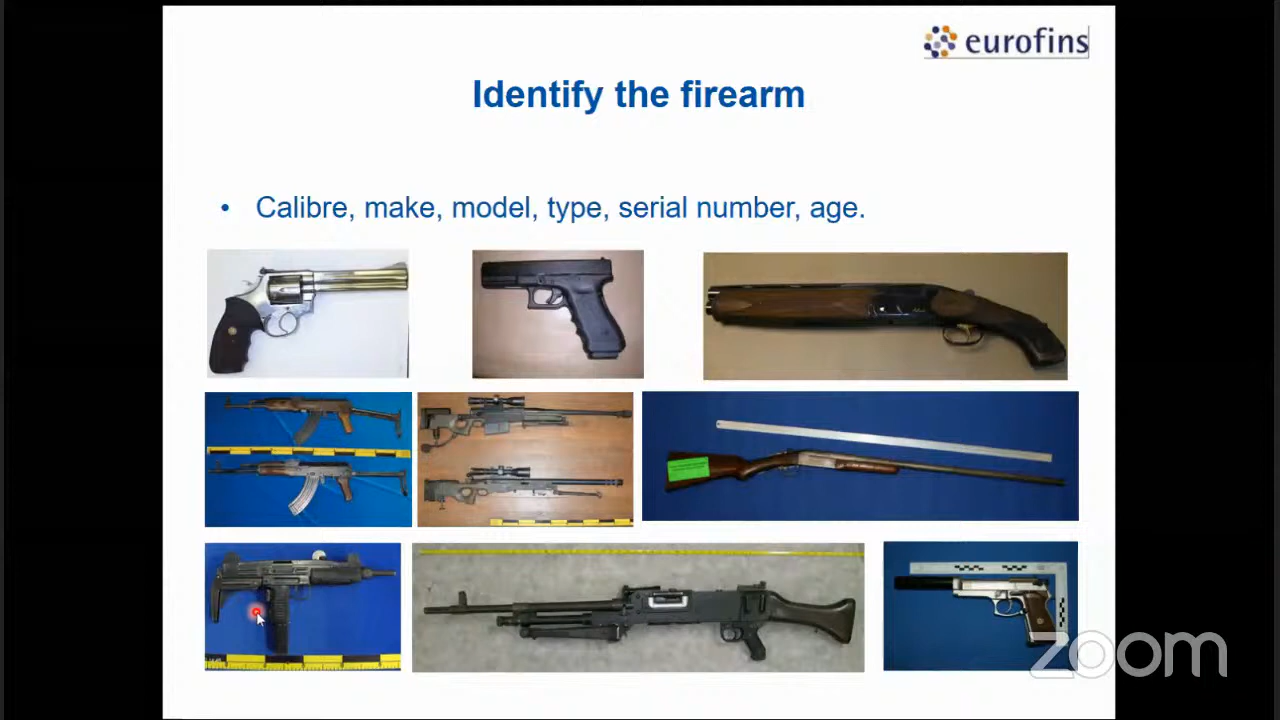 eurofins
Identify the firearm
• Calibre, make, model, type, serial number, age.
zoom